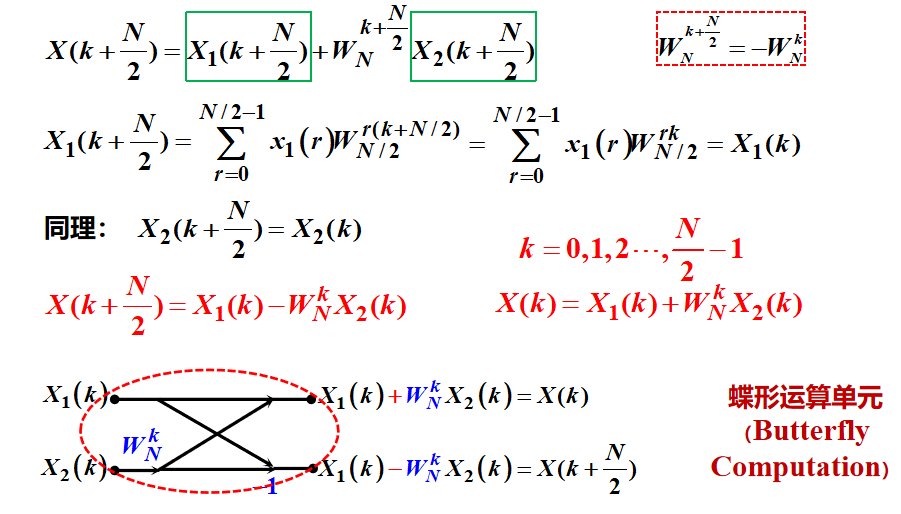 X(k+N/2)=X₁(k+N/2)+W_N^{k+N/2}X₂(k+N/2)
W_N^{k+N/2}=−W_N^k
X₁(k+N/2)=∑_{r=0}^{N/2−1}x₁(r)W_{N/2}^{r(k+N/2)}=∑_{r=0}^{N/2−1}x₁(r)W_{N/2}^{rk}=X₁(k)
同理： X₂(k+N/2)=X₂(k)
k=0,1,2⋯,N/2−1
X(k+N/2)=X₁(k)−W_N^k X₂(k)
X(k)=X₁(k)+W_N^k X₂(k)
X₁(k)
X₁(k)+W_N^k X₂(k)=X(k)
W_N^k
X₂(k)
−1
X₁(k)−W_N^k X₂(k)=X(k+N/2)
蝶形运算单元
(Butterfly
Computation)